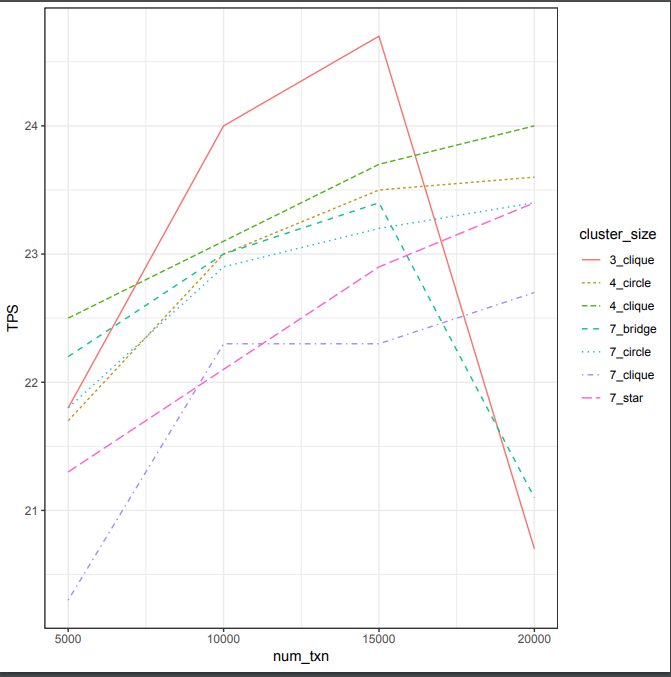 24
23
22
21
TPS
5000 10000 15000 20000
num_txn
cluster_size
3_clique
4_circle
4_clique
7_bridge
7_circle
7_clique
7_star